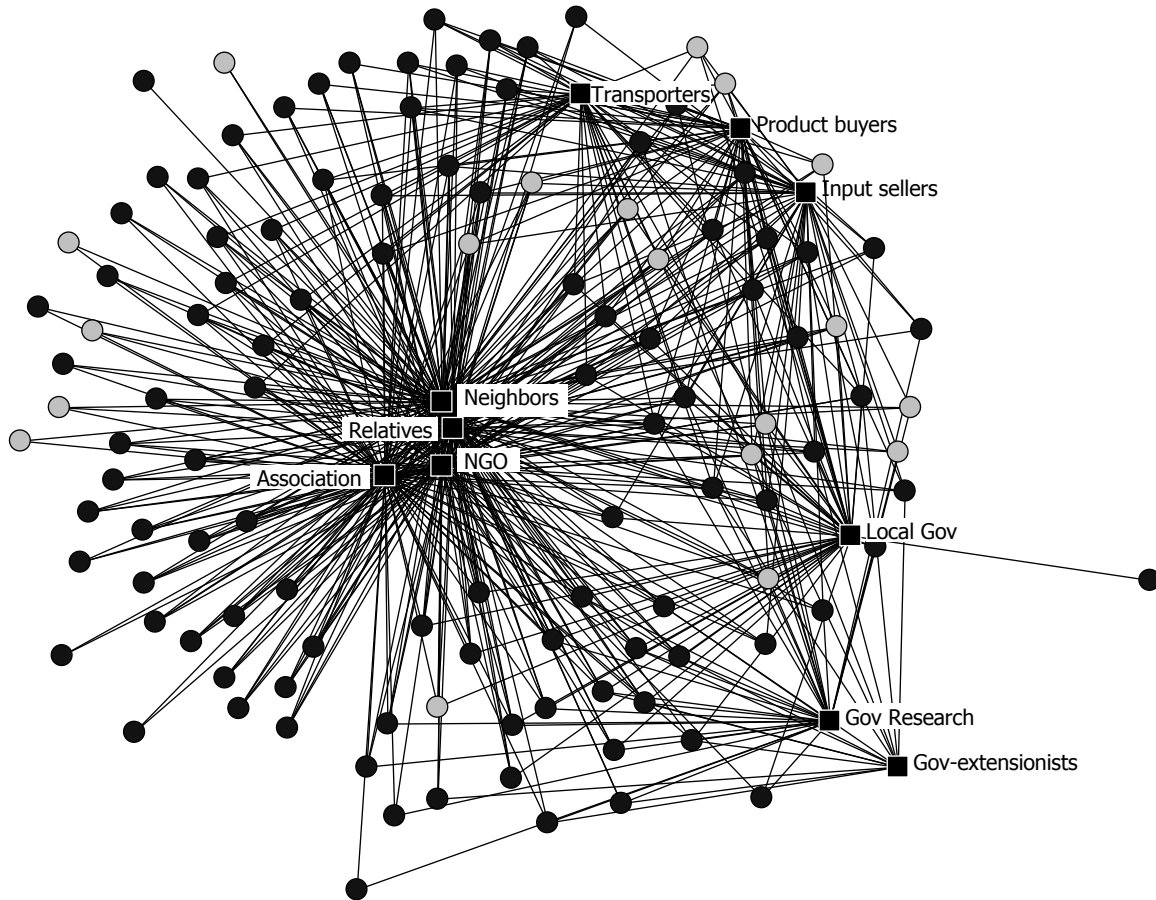 Transporters
Product buyers
Input sellers
Neighbors
Relatives
NGO
Association
Local Gov
Gov Research
Gov-extensionists